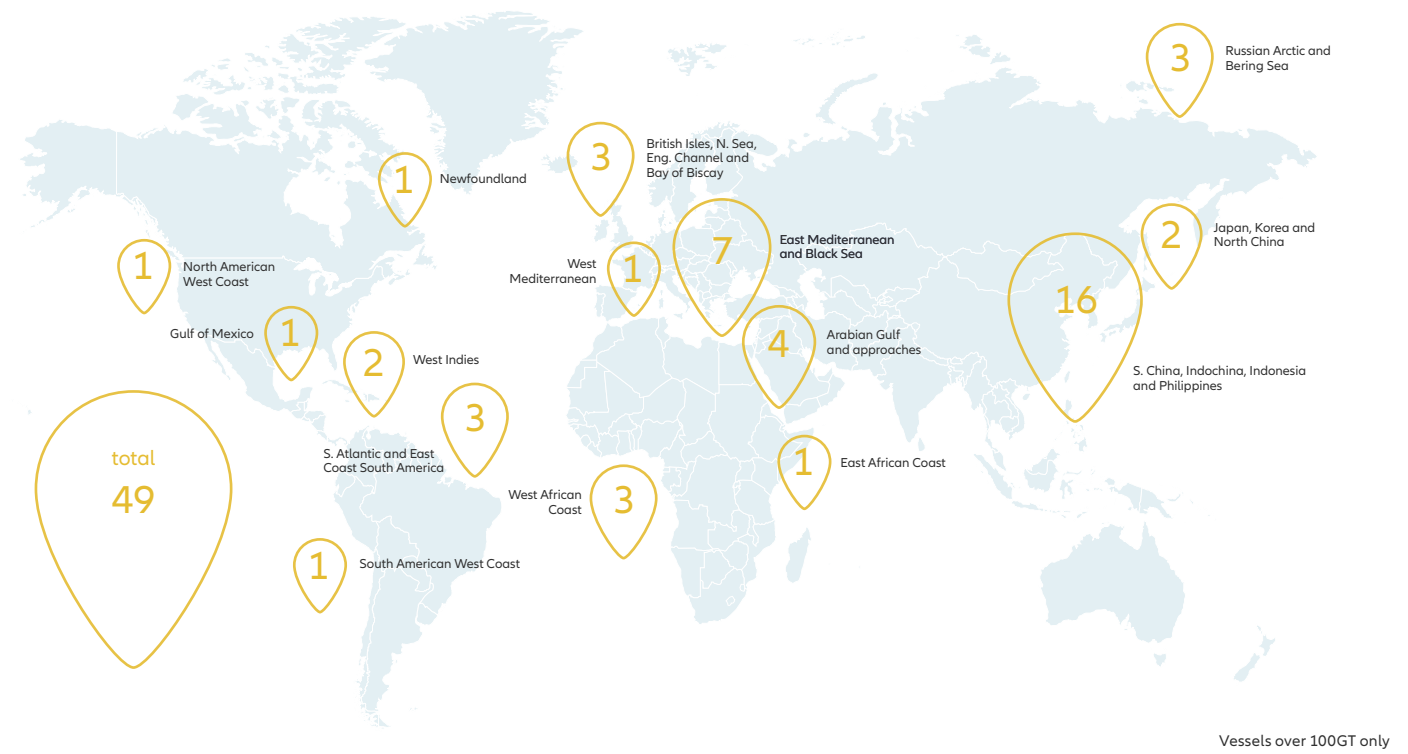 3
Russian Arctic and
Bering Sea
3
British Isles, N. Sea,
Eng. Channel and
Bay of Biscay
1
Newfoundland
2
Japan, Korea and
North China
7
East Mediterranean
and Black Sea
1
North American
West Coast
West
Mediterranean
1
16
Gulf of Mexico
1
4
Arabian Gulf
and approaches
2
West Indies
S. China, Indochina, Indonesia
and Philippines
3
S. Atlantic and East
Coast South America
total
49
1
East African Coast
West African
Coast
3
1
South American West Coast
Vessels over 100GT only